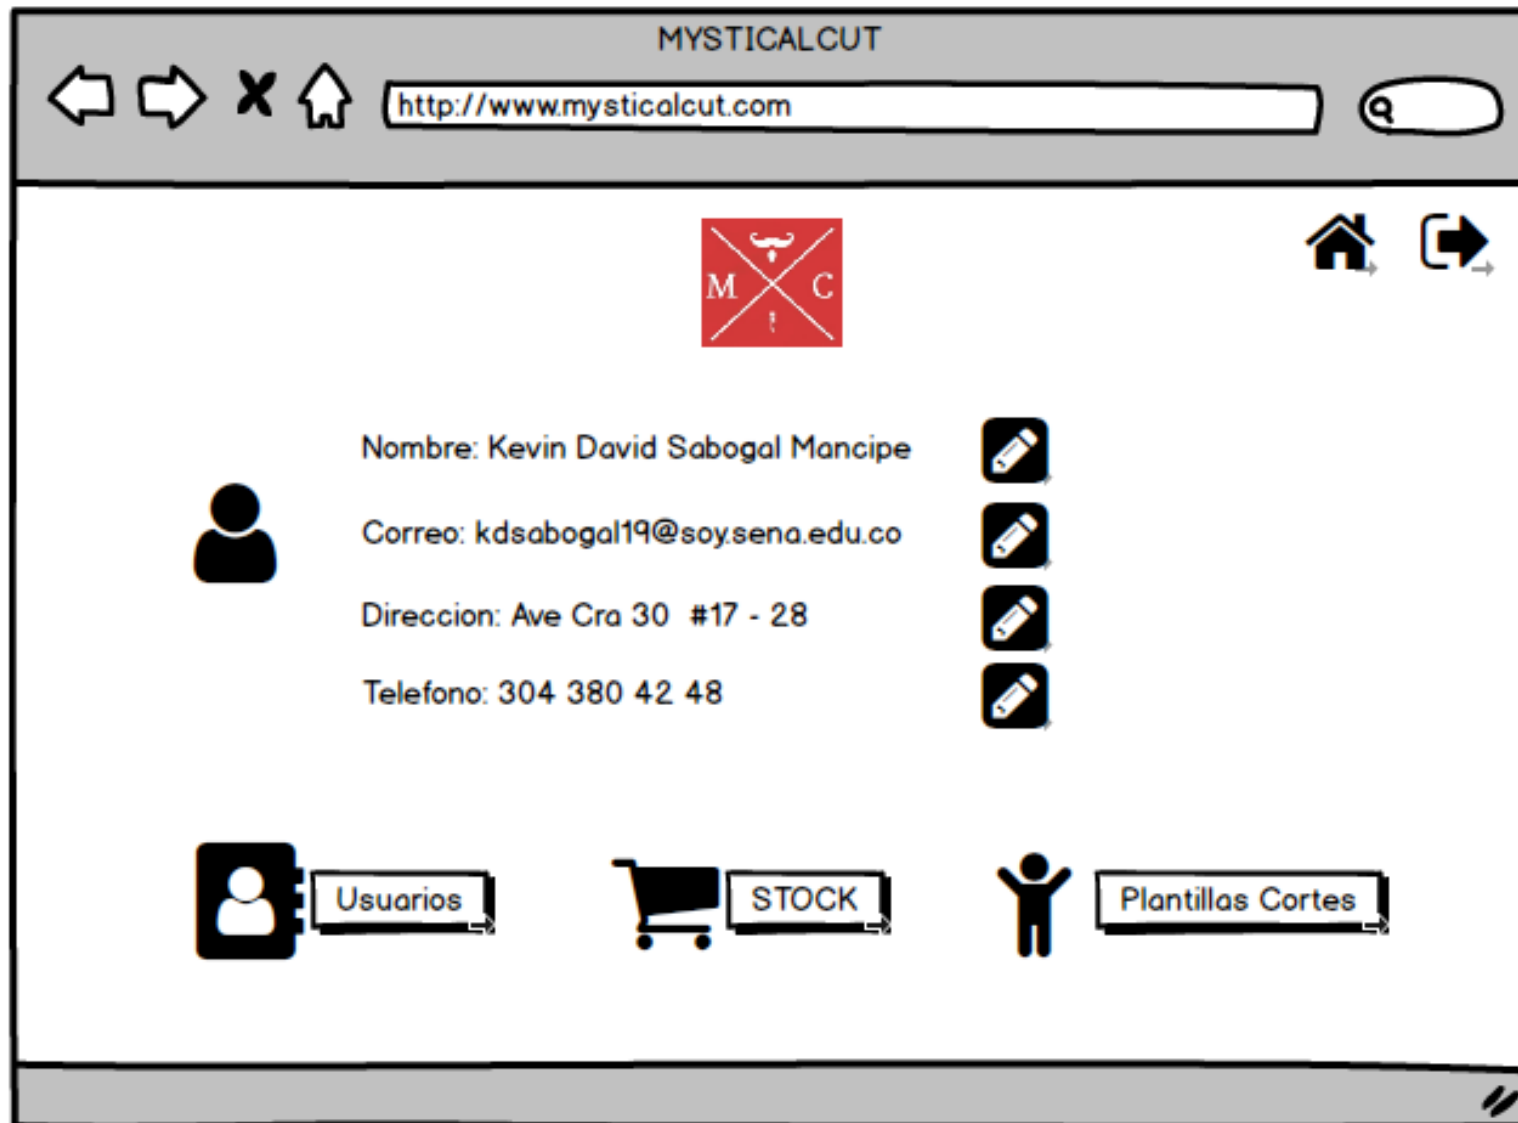 MYSTICALCUT
http://www.mysticalcut.com
M C
Nombre: Kevin David Sabogal Mancipe
Correo: kdsabogal19@soy.sena.edu.co
Direccion: Ave Cra 30 #17 - 28
Telefono: 304 380 42 48
Usuarios
STOCK
Plantillas Cortes